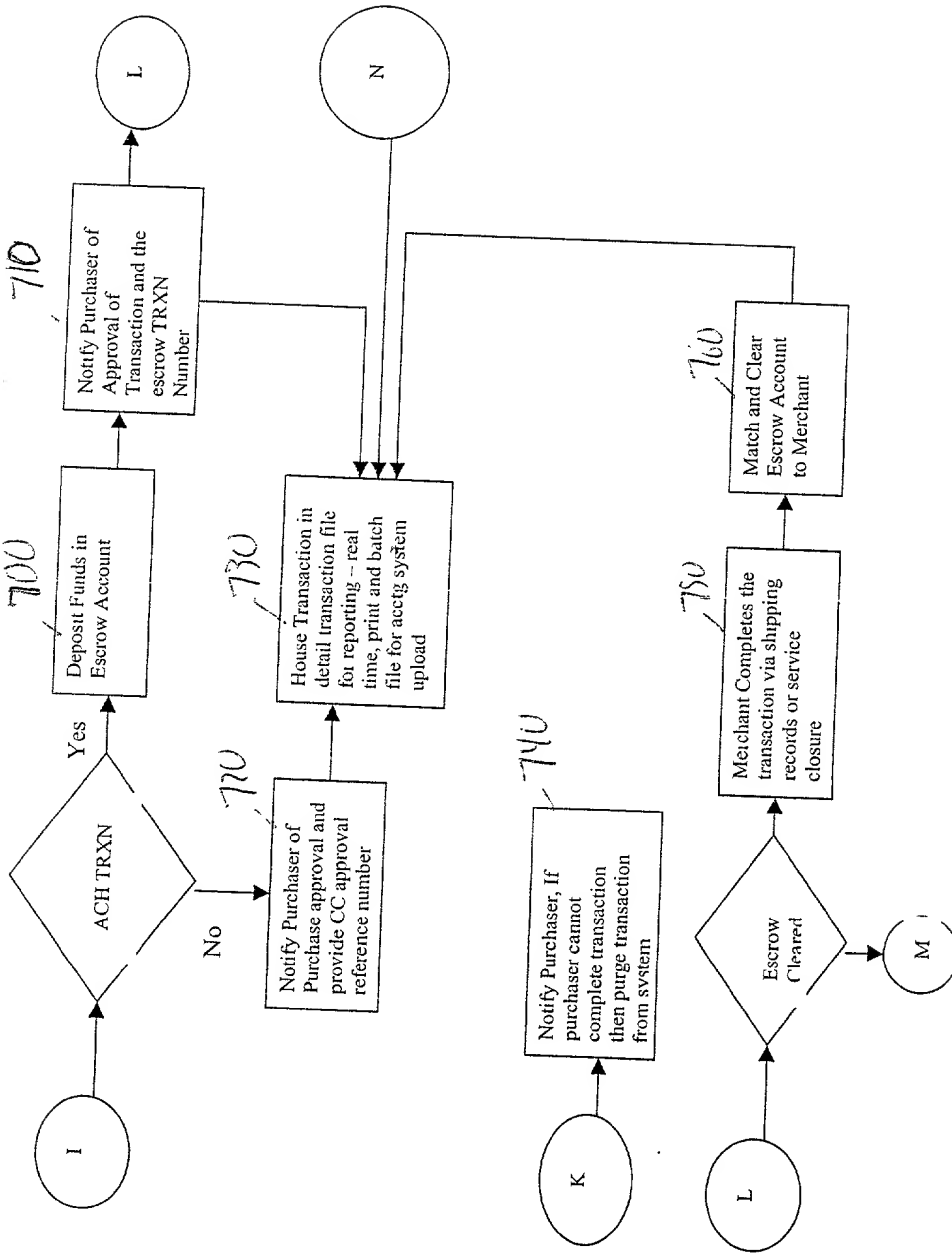 I
ACH TRXN
Yes
No
700
Deposit Funds in
Escrow Account
710
Notify Purchaser of
Approval of
Transaction and the
escrow TRXN
Number
L
720
Notify Purchaser of
Purchase approval and
provide CC approval
reference number
730
House Transaction in
detail transaction file
for reporting – real
time, print and batch
file for acctg system
upload
N
K
740
Notify Purchaser, If
purchaser cannot
complete transaction
then purge transaction
from system
L
Escrow
Cleared
M
750
Merchant Completes the
transaction via shipping
records or service
closure
760
Match and Clear
Escrow Account
to Merchant